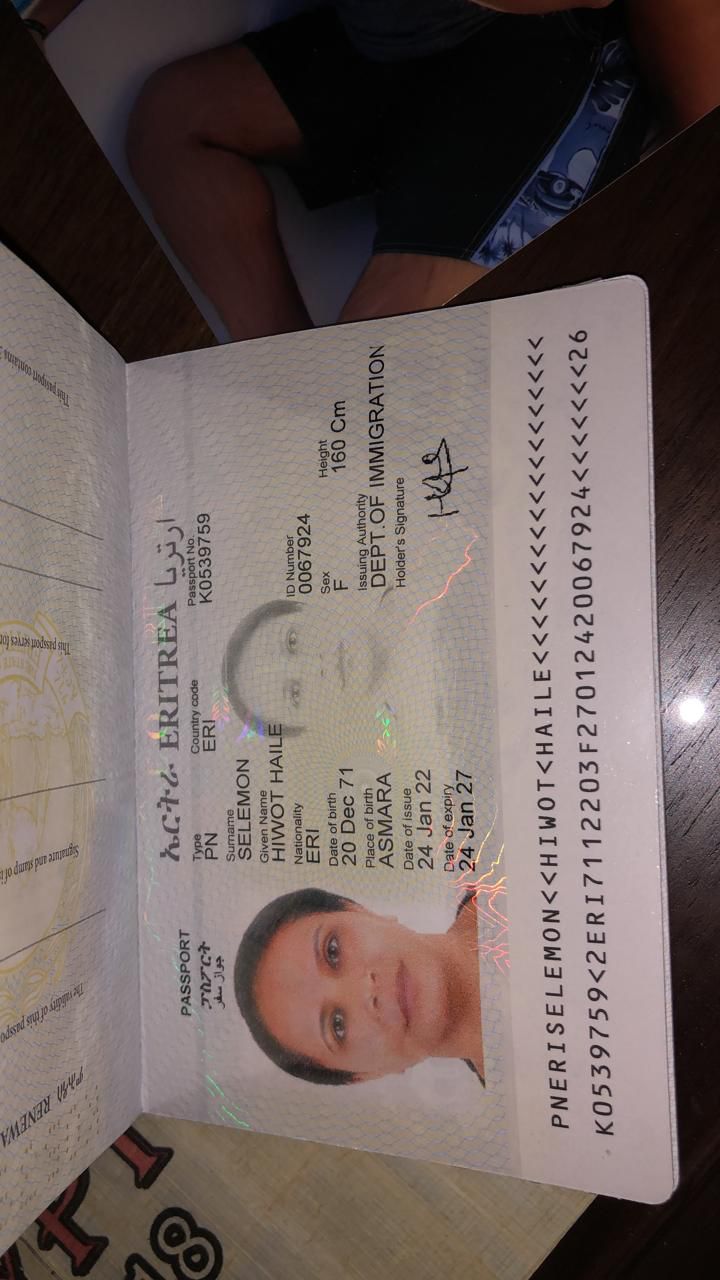 This passport contains
This passport serves for
Signature and stamp of
The validity of this
RENEWA
ኤርትራ ERITREA ارتريا
PASSPORT
ፓስፖርት
جواز سفر
Type Country code Passport No.
PN ERI K0539759
Surname
SELEMON
Given Name
HIWOT HAILE
Nationality ID Number
ERI 0067924
Date of birth Sex Height
20 Dec 71 F 160 Cm
Place of birth Issuing Authority
ASMARA DEPT.OF IMMIGRATION
Date of issue Holder's Signature
24 Jan 22
Date of expiry
24 Jan 27
PNERISELEMON<<HIWOT<HAILE<<<<<<<<<<<<<<<<<<<
K0539759<2ERI7112203F27012420067924<<<<<<<26
18